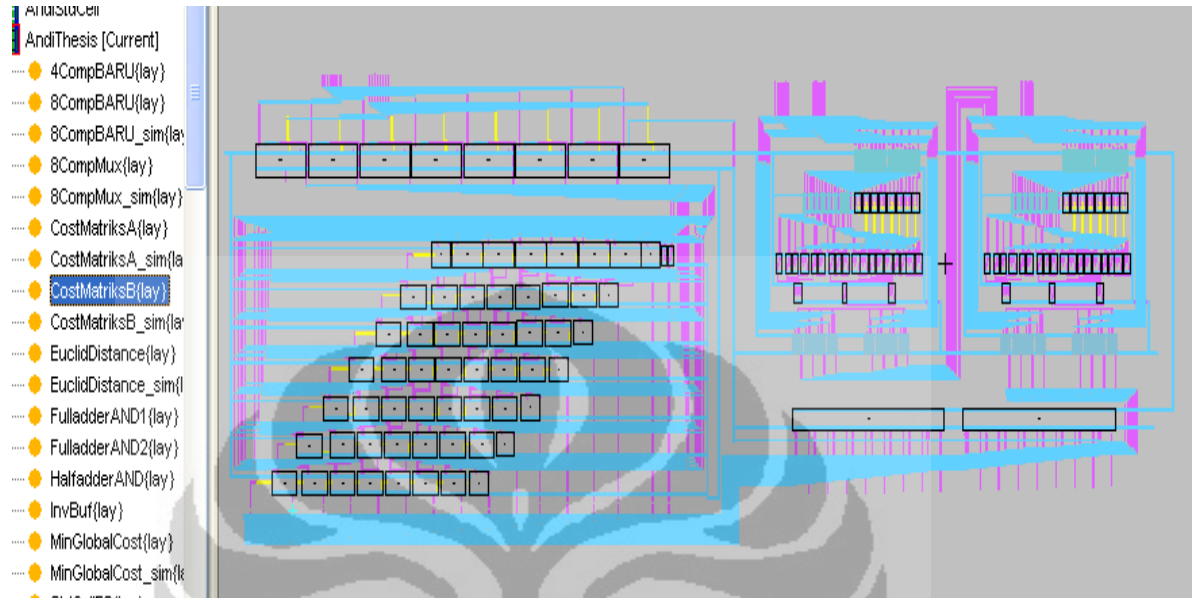 AndiStdCell
AndiThesis [Current]
4CompBARU{lay}
8CompBARU{lay}
8CompBARU_sim{lay
8CompMux{lay}
8CompMux_sim{lay}
CostMatriksA{lay}
CostMatriksA_sim{la
CostMatriksB{lay}
CostMatriksB_sim{la
EuclidDistance{lay}
EuclidDistance_sim{l
FulladderAND1{lay}
FulladderAND2{lay}
HalfadderAND{lay}
InvBuf{lay}
MinGlobalCost{lay}
MinGlobalCost_sim{la